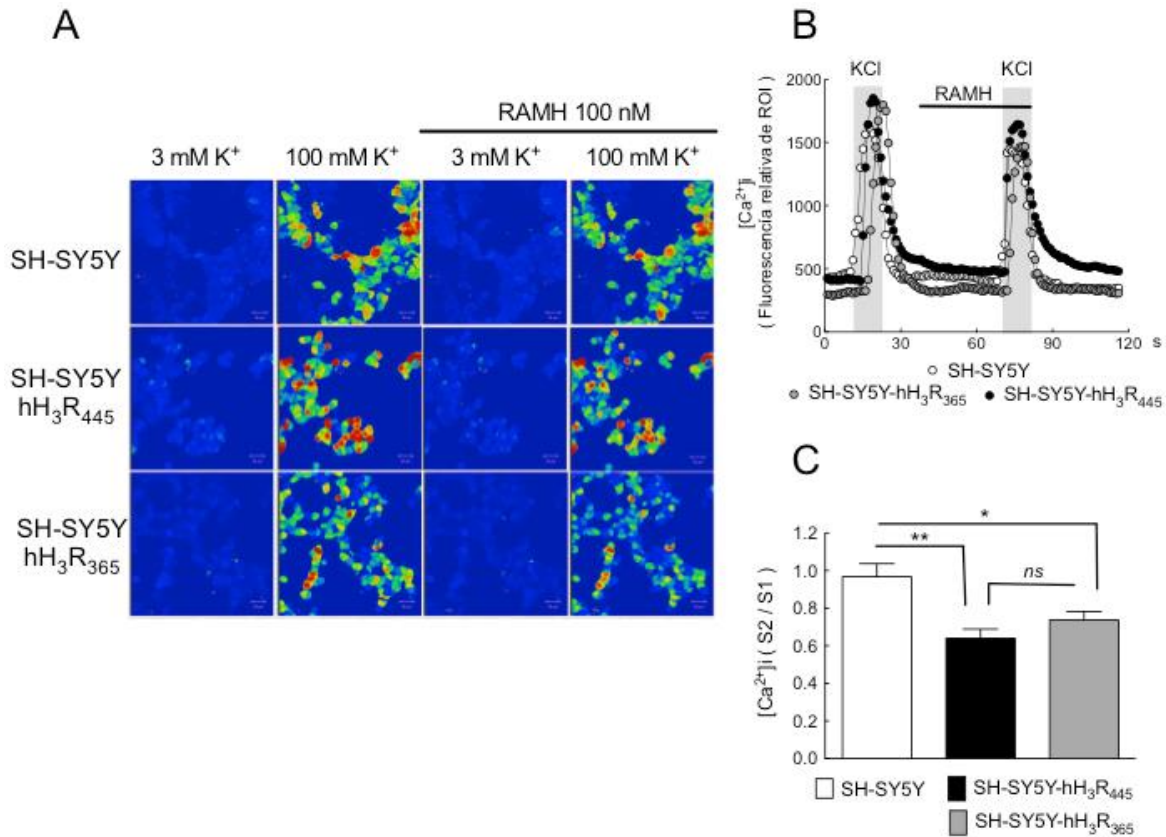 A
RAMH 100 nM
3 mM K⁺ 100 mM K⁺ 3 mM K⁺ 100 mM K⁺
SH-SY5Y
SH-SY5Y
hH₃R₄₄₅
SH-SY5Y
hH₃R₃₆₅
B
KCl KCl
RAMH
[Ca²⁺]i
( Fluorescencia relativa de ROI )
2000
1500
1000
500
0
0 30 60 90 120 s
SH-SY5Y
SH-SY5Y-hH₃R₃₆₅ SH-SY5Y-hH₃R₄₄₅
C
[Ca²⁺]i ( S2 / S1 )
1.2
1.0
0.8
0.6
0.4
0.2
0.0
*
**
ns
SH-SY5Y SH-SY5Y-hH₃R₄₄₅
SH-SY5Y-hH₃R₃₆₅